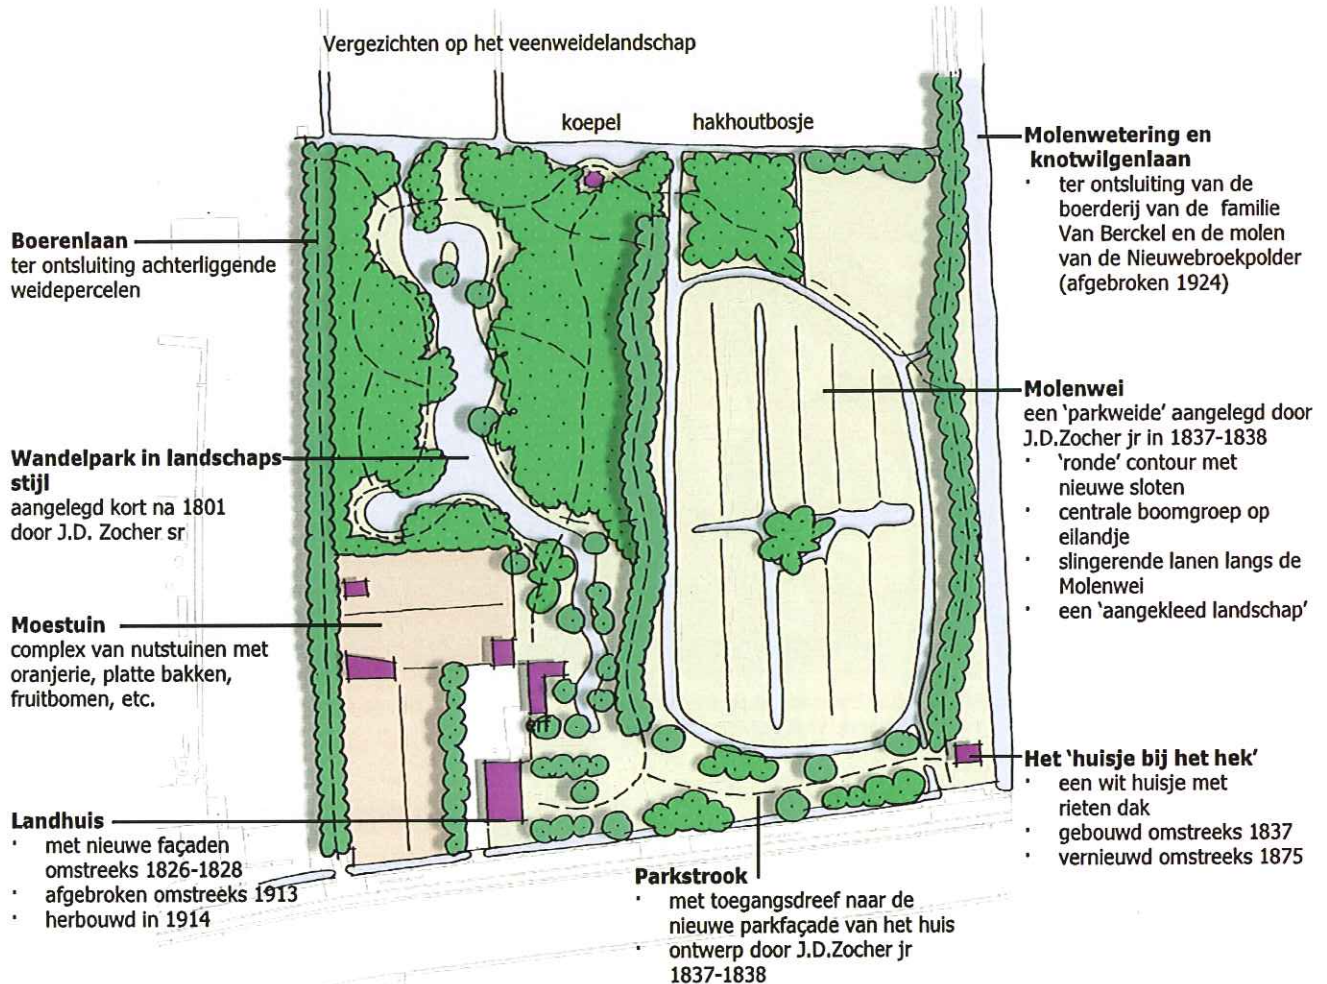 Vergezichten op het veenweidelandschap
koepel
hakhoutbosje
Boerenlaan
ter ontsluiting achterliggende
weidepercelen
Wandelpark in landschaps
stijl
aangelegd kort na 1801
door J.D. Zocher sr
Moestuin
complex van nutstuinen met
oranjerie, platte bakken,
fruitbomen, etc.
erf
Landhuis
· met nieuwe façaden
omstreeks 1826-1828
· afgebroken omstreeks 1913
· herbouwd in 1914
Parkstrook
· met toegangsdreef naar de
nieuwe parkfaçade van het huis
· ontwerp door J.D.Zocher jr
1837-1838
Molenwetering en
knotwilgenlaan
· ter ontsluiting van de
boerderij van de familie
Van Berckel en de molen
van de Nieuwebroekpolder
(afgebroken 1924)
Molenwei
een ‘parkweide’ aangelegd door
J.D.Zocher jr in 1837-1838
· ‘ronde’ contour met
nieuwe sloten
· centrale boomgroep op
eilandje
· slingerende lanen langs de
Molenwei
· een ‘aangekleed landschap’
Het ‘huisje bij het hek’
· een wit huisje met
rieten dak
· gebouwd omstreeks 1837
· vernieuwd omstreeks 1875